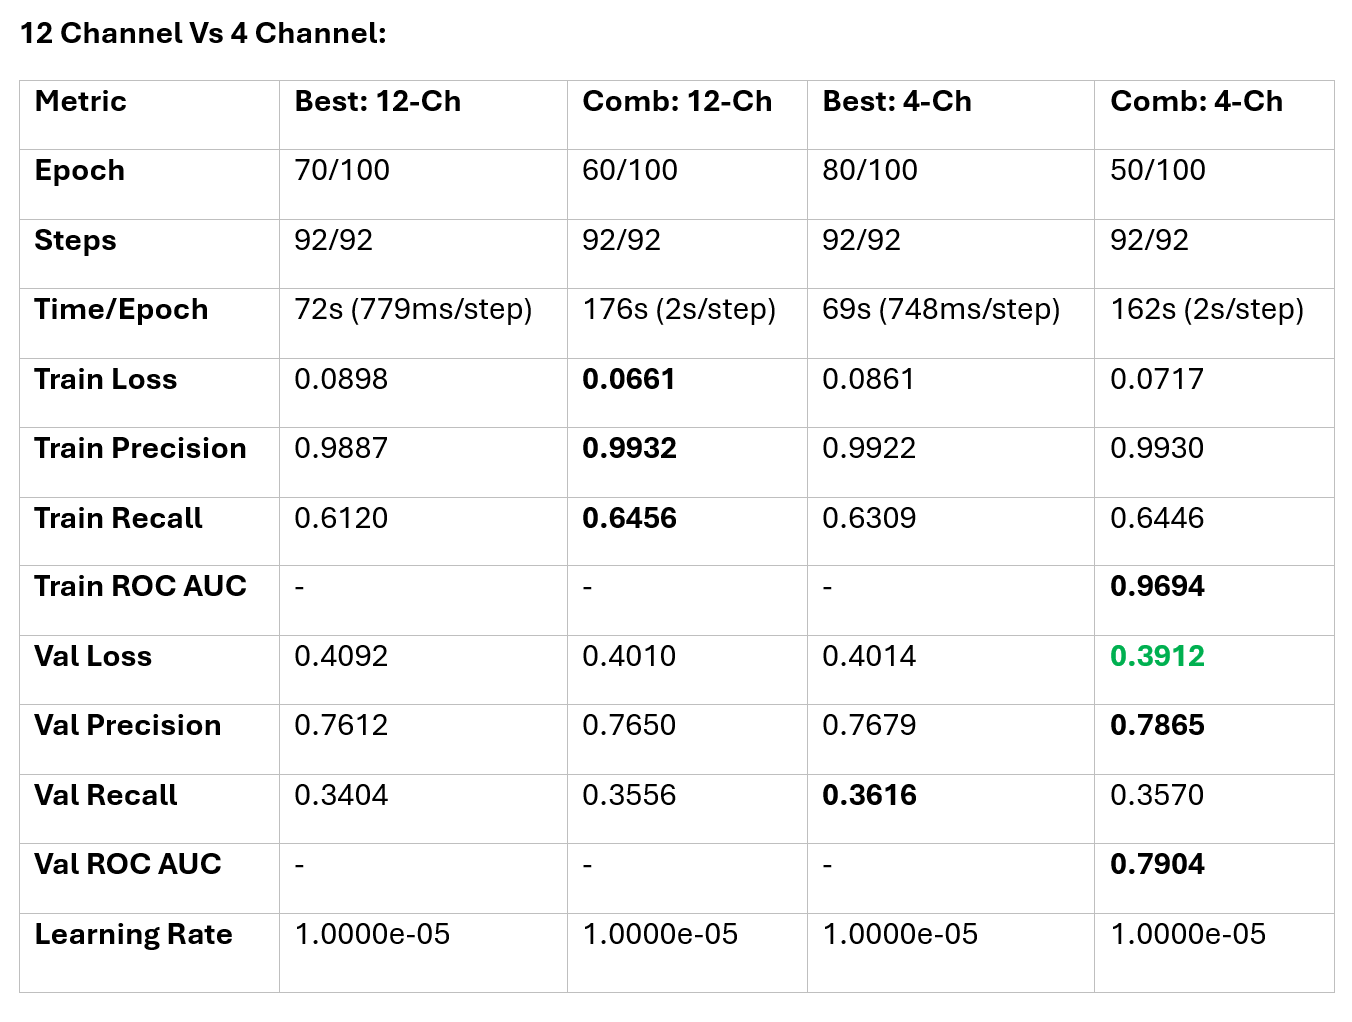 12 Channel Vs 4 Channel:
Metric Best: 12-Ch Comb: 12-Ch Best: 4-Ch Comb: 4-Ch
Epoch 70/100 60/100 80/100 50/100
Steps 92/92 92/92 92/92 92/92
Time/Epoch 72s (779ms/step) 176s (2s/step) 69s (748ms/step) 162s (2s/step)
Train Loss 0.0898 0.0661 0.0861 0.0717
Train Precision 0.9887 0.9932 0.9922 0.9930
Train Recall 0.6120 0.6456 0.6309 0.6446
Train ROC AUC - - - 0.9694
Val Loss 0.4092 0.4010 0.4014 0.3912
Val Precision 0.7612 0.7650 0.7679 0.7865
Val Recall 0.3404 0.3556 0.3616 0.3570
Val ROC AUC - - - 0.7904
Learning Rate 1.0000e-05 1.0000e-05 1.0000e-05 1.0000e-05